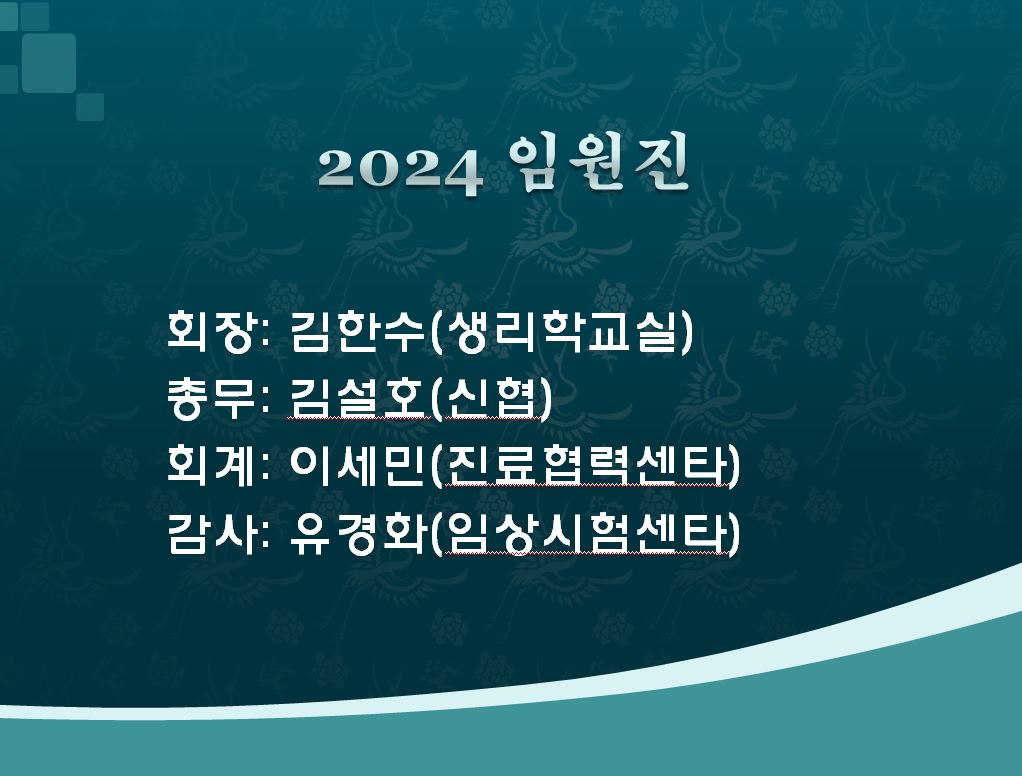 2024 임원진
회장: 김한수(생리학교실)
총무: 김설호(신협)
회계: 이세민(진료협력센타)
감사: 유경화(임상시험센타)